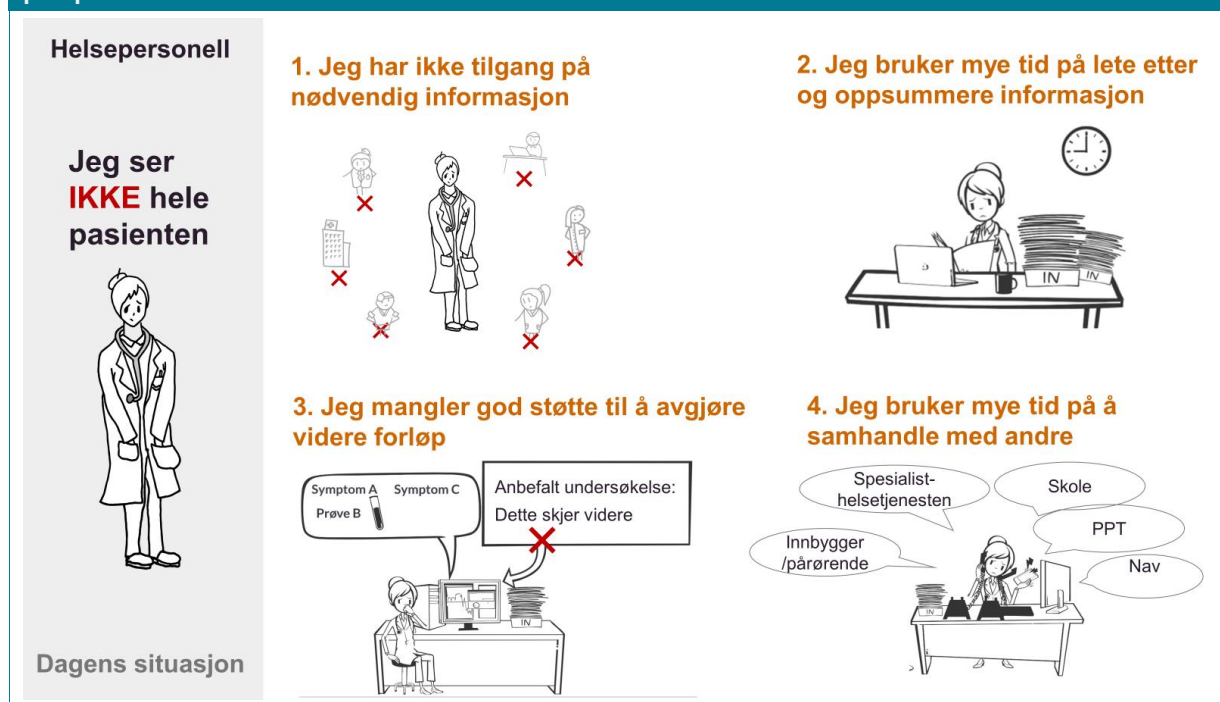 Helsepersonell
Jeg ser
IKKE hele
pasienten
Dagens situasjon
1. Jeg har ikke tilgang på
nødvendig informasjon
2. Jeg bruker mye tid på lete etter
og oppsummere informasjon
IN
IN
3. Jeg mangler god støtte til å avgjøre
videre forløp
Symptom A Symptom C
Prøve B
Anbefalt undersøkelse:
Dette skjer videre
IN
4. Jeg bruker mye tid på å
samhandle med andre
Spesialist-
helsetjenesten
Skole
PPT
Innbygger
/pårørende
Nav
IN